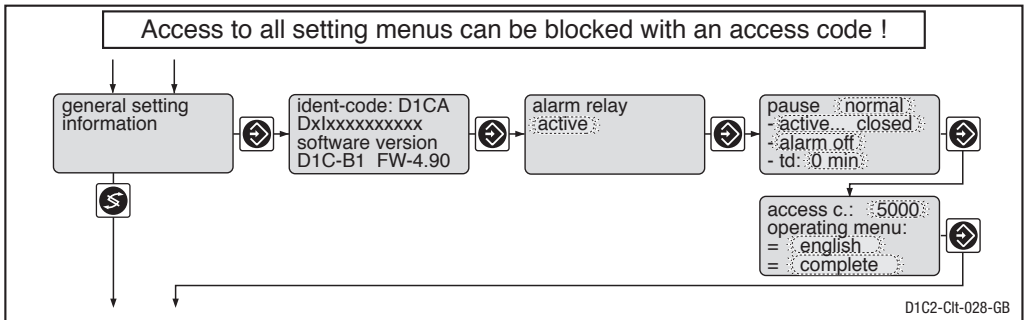 Access to all setting menus can be blocked with an access code !
general setting
information
ident-code: D1CA
DxIxxxxxxxxxx
software version
D1C-B1 FW-4.90
alarm relay
active
pause normal
- active... closed
- alarm off
- td: 0 min
access c.: 5000
operating menu:
= english
= complete
D1C2-Clt-028-GB